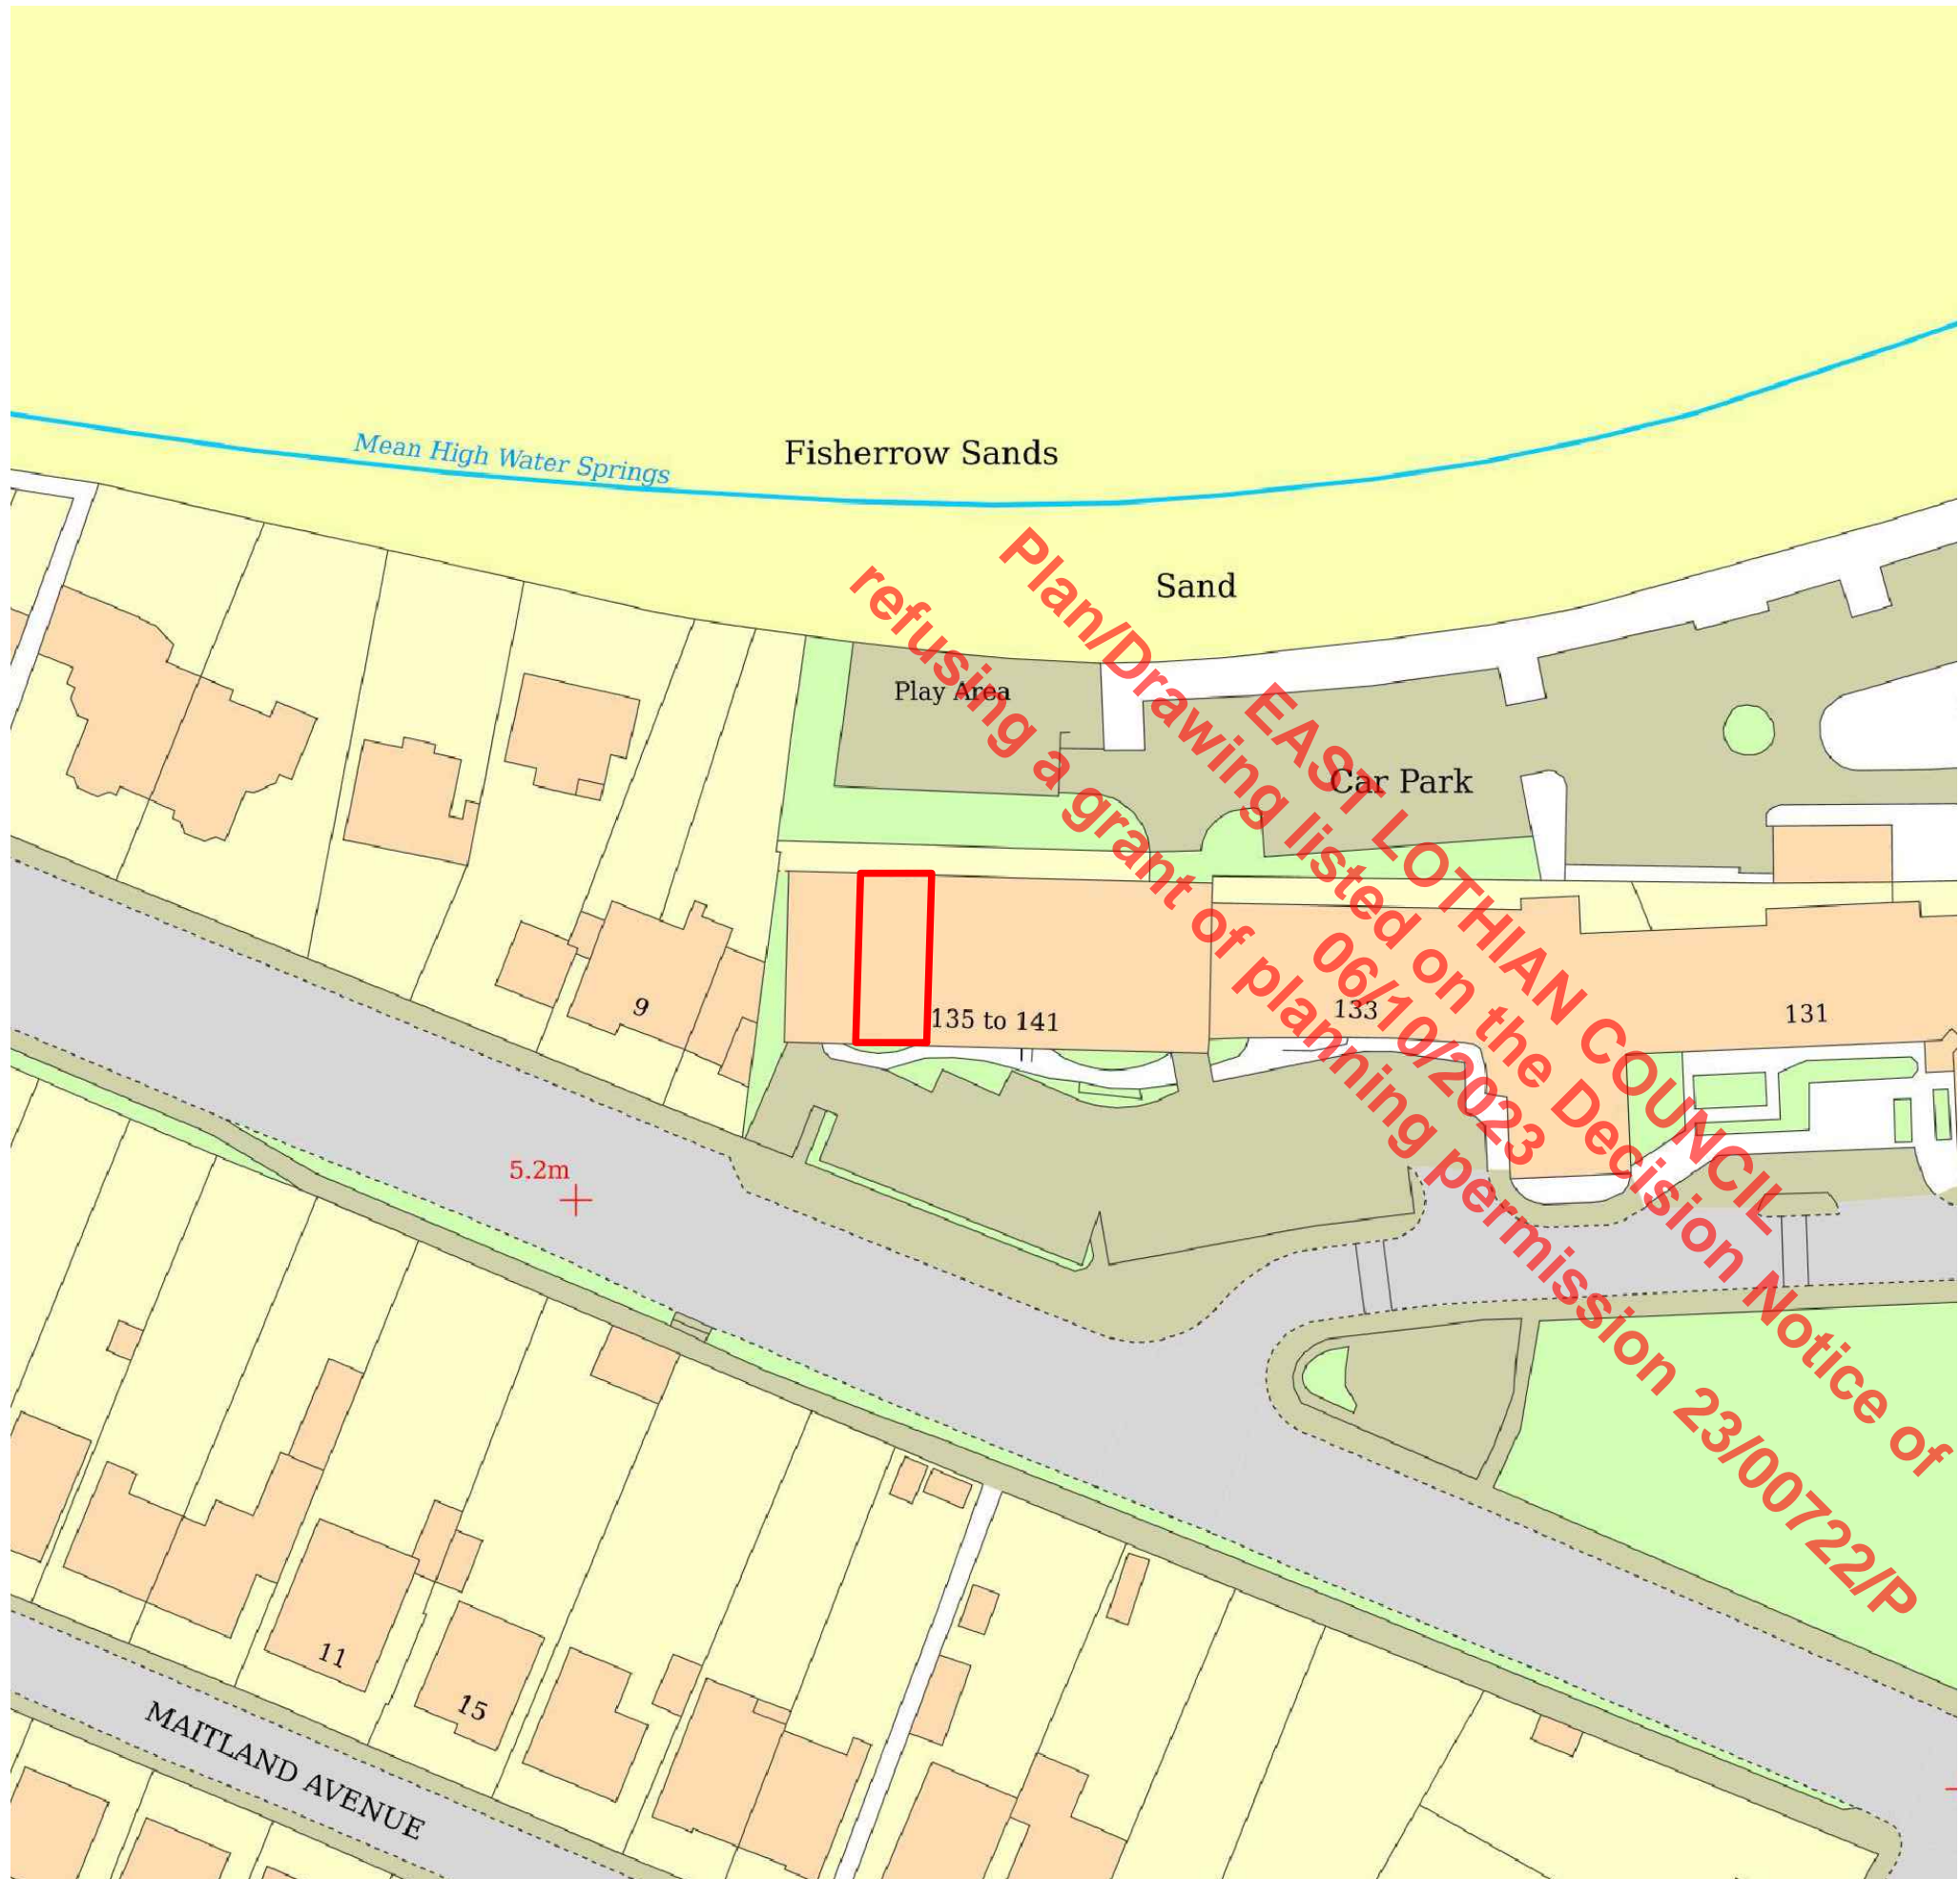 Mean High Water Springs
Fisherrow Sands
Sand
Play Area
Car Park
EAST LOTHIAN COUNCIL
Plan/Drawing listed on the Decision Notice of
06/10/2023
refusing a grant of planning permission 23/00722/P
9
135 to 141
133
131
5.2m
11
15
MAITLAND AVENUE